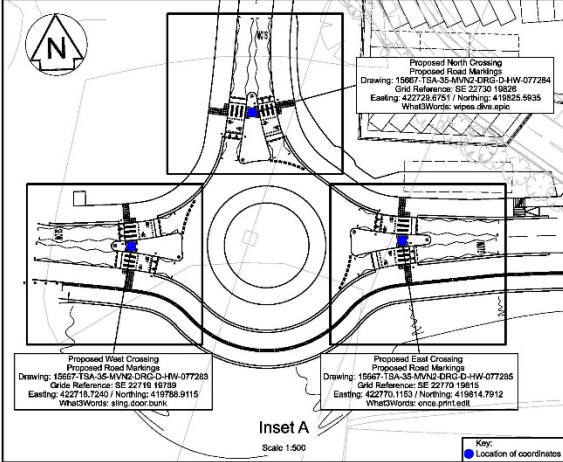 N
Proposed North Crossing
Proposed Road Markings
Drawing: 15667-TSA-35-MVN2-DRG-D-HW-077284
Grid Reference: SE 22730 19826
Easting: 422729.6751 / Northing: 419825.5935
What3Words: wipes.dive.epic
Proposed West Crossing
Proposed Road Markings
Drawing: 15667-TSA-35-MVN2-DRG-D-HW-077283
Gride Reference: SE 22719 19789
Easting: 422718.7240 / Northing: 419788.9115
What3Words: sling.door.bunk
Proposed East Crossing
Proposed Road Markings
Drawing: 15667-TSA-35-MVN2-DRG-D-HW-077285
Grid Reference: SE 22770 19815
Easting: 422770.1153 / Northing: 419814.7912
What3Words: once.print.edit
Inset A
Scale 1:500
Key:
Location of coordinates